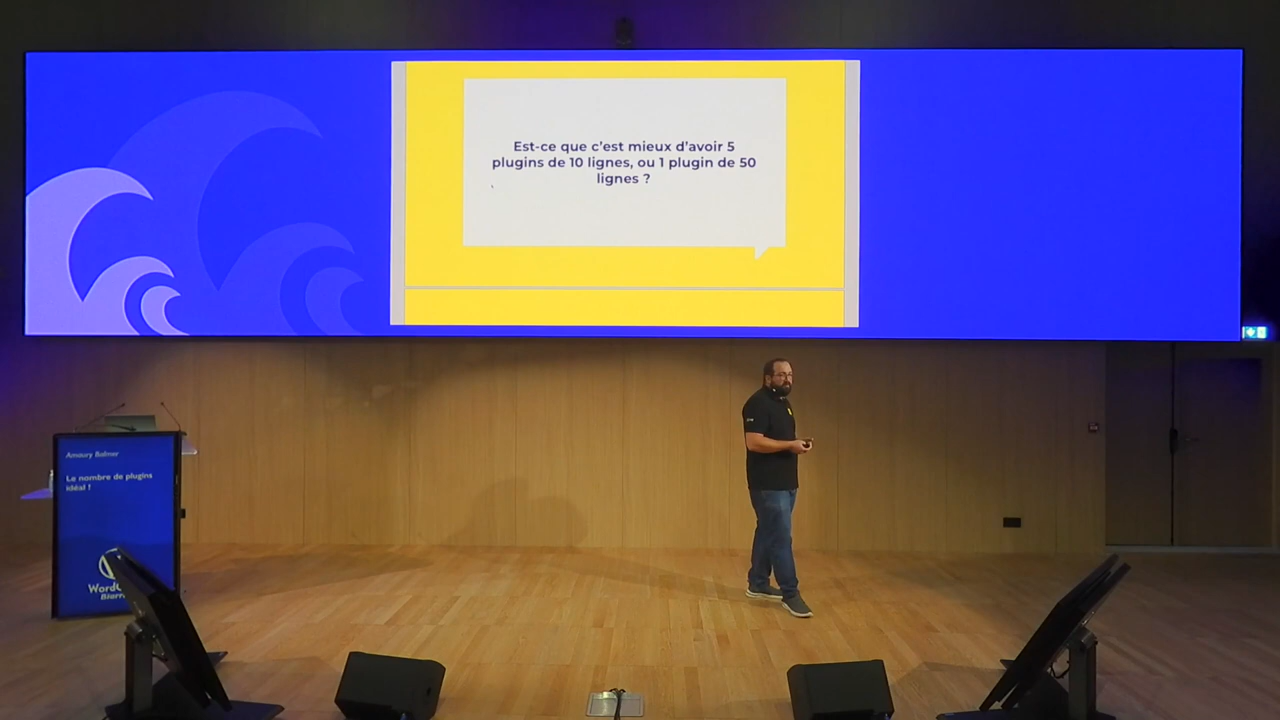 Est-ce que c'est mieux d'avoir 5
plugins de 10 lignes, ou 1 plugin de 50
lignes ?
Amaury Balmer
Le nombre de plugins
idéal !